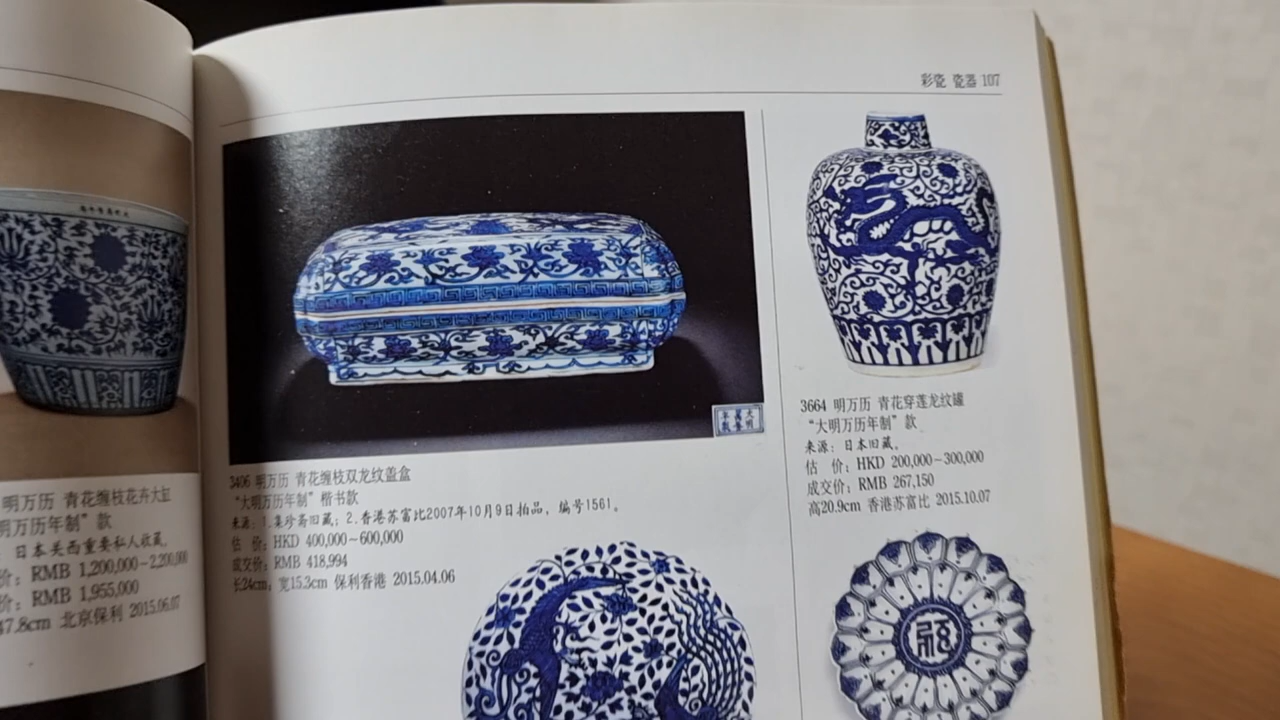 彩瓷 瓷器 107
明万历 青花缠枝花卉大缸
明万历年制”款
日本关西重要私人收藏。
价：RMB 1,200,000~2,200,000
价：RMB 1,955,000
47.8cm 北京保利 2015.06.07
大明
萬曆
年製
3406 明万历 青花缠枝双龙纹盖盒
“大明万历年制”楷书款
来源：1.集珍斋旧藏；2.香港苏富比2007年10月9日拍品，编号1561。
估 价：HKD 400,000~600,000
成交价：RMB 418,994
长24cm；宽15.3cm 保利香港 2015.04.06
3664 明万历 青花穿莲龙纹罐
“大明万历年制”款
来源：日本旧藏。
估 价：HKD 200,000~300,000
成交价：RMB 267,150
高20.9cm 香港苏富比 2015.10.07